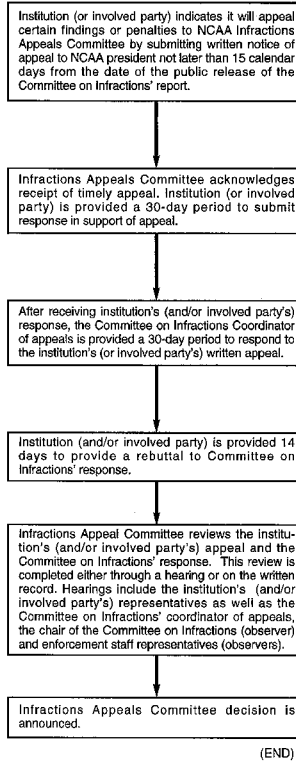 Institution (or involved party) indicates it will appeal
certain findings or penalties to NCAA Infractions
Appeals Committee by submitting written notice of
appeal to NCAA president not later than 15 calendar
days from the date of the public release of the
Committee on Infractions' report.
Infractions Appeals Committee acknowledges
receipt of timely appeal. Institution (or involved
party) is provided a 30-day period to submit
response in support of appeal.
After receiving institution's (and/or involved party's)
response, the Committee on Infractions Coordinator
of appeals is provided a 30-day period to respond to
the institution's (or involved party's) written appeal.
Institution (and/or involved party) is provided 14
days to provide a rebuttal to Committee on
Infractions' response.
Infractions Appeal Committee reviews the institu-
tion's (and/or involved party's) appeal and the
Committee on Infractions' response. This review is
completed either through a hearing or on the written
record. Hearings include the institution's (and/or
involved party's) representatives as well as the
Committee on Infractions' coordinator of appeals,
the chair of the Committee on Infractions (observer)
and enforcement staff representatives (observers).
Infractions Appeals Committee decision is
announced.
(END)